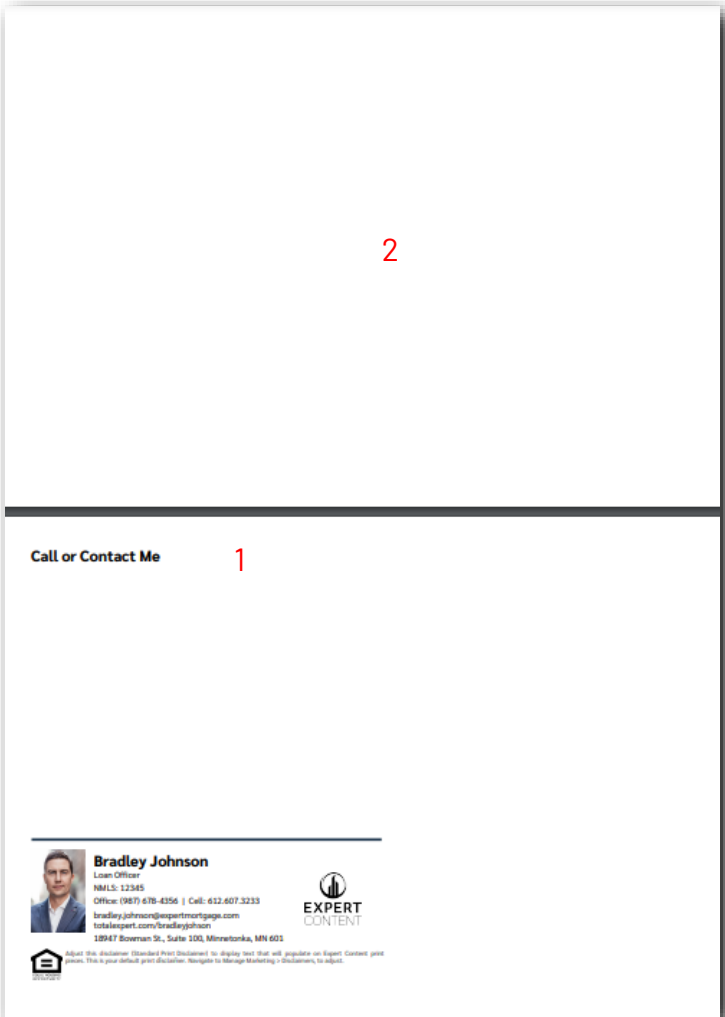 2
Call or Contact Me
1
Bradley Johnson
Loan Officer
NMLS: 12345
Office: (987) 678-4356 | Cell: 612.607.3233
bradley.johnson@expertmortgage.com
totalexpert.com/bradleyjohson
18947 Bowman St., Suite 100, Minnetonka, MN 601
EXPERT
CONTENT
Adjust this disclaimer (Standard Print Disclaimer) to display text that will populate on Expert Content print
pieces. This is your default print disclaimer. Navigate to Manage Marketing > Disclaimers, to adjust.